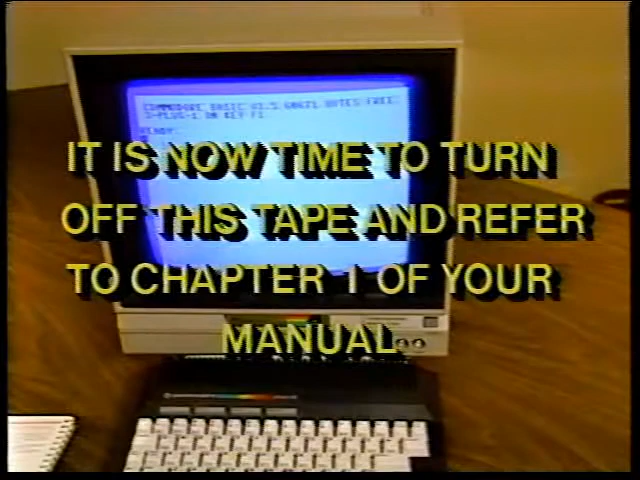 COMMODORE BASIC V3.5 60671 BYTES FREE
3-PLUS-1 ON KEY F1
READY.
IT IS NOW TIME TO TURN
OFF THIS TAPE AND REFER
TO CHAPTER 1 OF YOUR
MANUAL